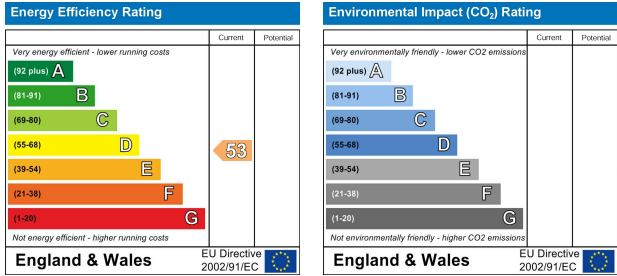 Energy Efficiency Rating
Current Potential
Very energy efficient - lower running costs
(92 plus) A
(81-91) B
(69-80) C
(55-68) D
53
(39-54) E
(21-38) F
(1-20) G
Not energy efficient - higher running costs
England & Wales
EU Directive
2002/91/EC
Environmental Impact (CO2) Rating
Current Potential
Very environmentally friendly - lower CO2 emissions
(92 plus) A
(81-91) B
(69-80) C
(55-68) D
(39-54) E
(21-38) F
(1-20) G
Not environmentally friendly - higher CO2 emissions
England & Wales
EU Directive
2002/91/EC